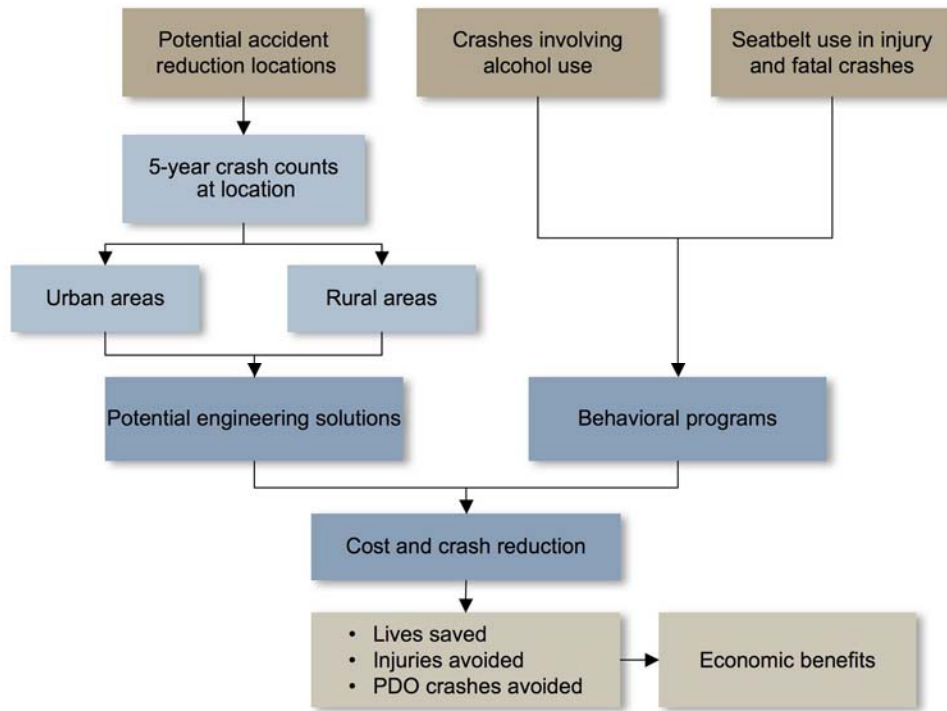 Potential accident
reduction locations
Crashes involving
alcohol use
Seatbelt use in injury
and fatal crashes
5-year crash counts
at location
Urban areas
Rural areas
Potential engineering solutions
Behavioral programs
Cost and crash reduction
• Lives saved
• Injuries avoided
• PDO crashes avoided
Economic benefits